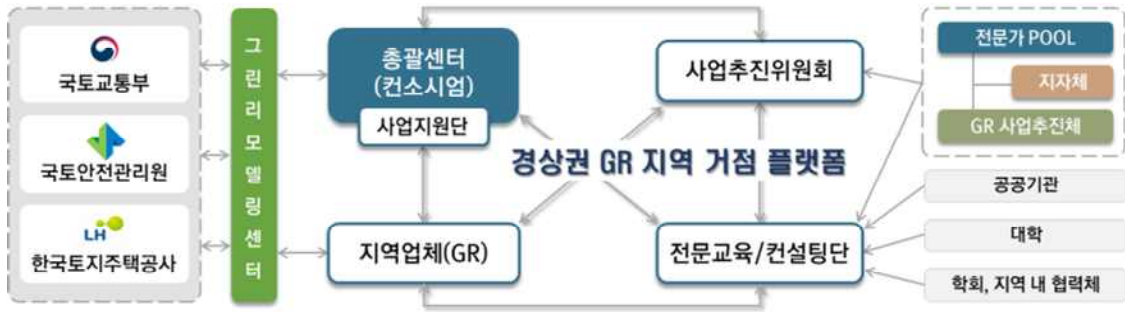 국토교통부
국토안전관리원
LH
한국토지주택공사
그린리모델링센터
총괄센터
(컨소시엄)
사업지원단
사업추진위원회
경상권 GR 지역 거점 플랫폼
지역업체(GR)
전문교육/컨설팅단
전문가 POOL
지자체
GR 사업추진체
공공기관
대학
학회, 지역 내 협력체